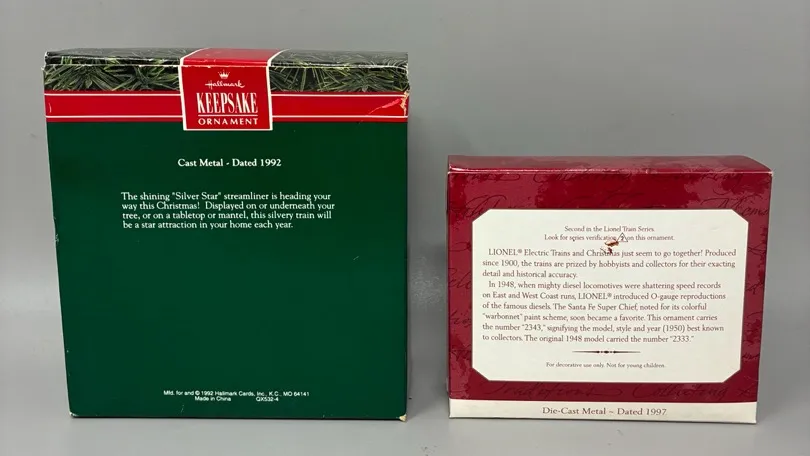 Hallmark
KEEPSAKE
ORNAMENT
Cast Metal - Dated 1992
The shining "Silver Star" streamliner is heading your
way this Christmas! Displayed on or underneath your
tree, or on a tabletop or mantel, this silvery train will
be a star attraction in your home each year.
Mfd. for and © 1992 Hallmark Cards, Inc., K.C., MO 64141
Made in China QX532-4
Second in the Lionel Train Series.
Look for series verification 2 on this ornament.
LIONEL® Electric Trains and Christmas just seem to go together! Produced
since 1900, the trains are prized by hobbyists and collectors for their exacting
detail and historical accuracy.
In 1948, when mighty diesel locomotives were shattering speed records
on East and West Coast runs, LIONEL® introduced O-gauge reproductions
of the famous diesels. The Santa Fe Super Chief, noted for its colorful
"warbonnet" paint scheme, soon became a favorite. This ornament carries
the number "2343," signifying the model, style and year (1950) best known
to collectors. The original 1948 model carried the number "2333."
For decorative use only. Not for young children.
Die-Cast Metal ~ Dated 1997